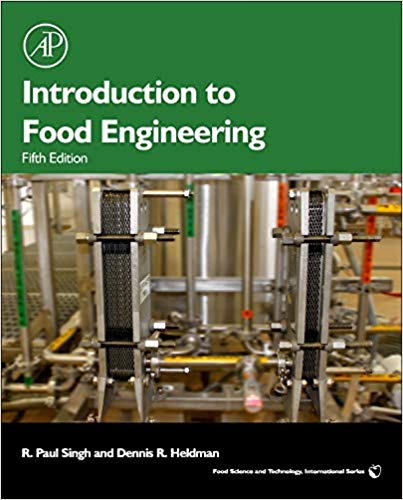 AP
Introduction to
Food Engineering
Fifth Edition
R. Paul Singh and Dennis R. Heldman
Food Science and Technology, International Series